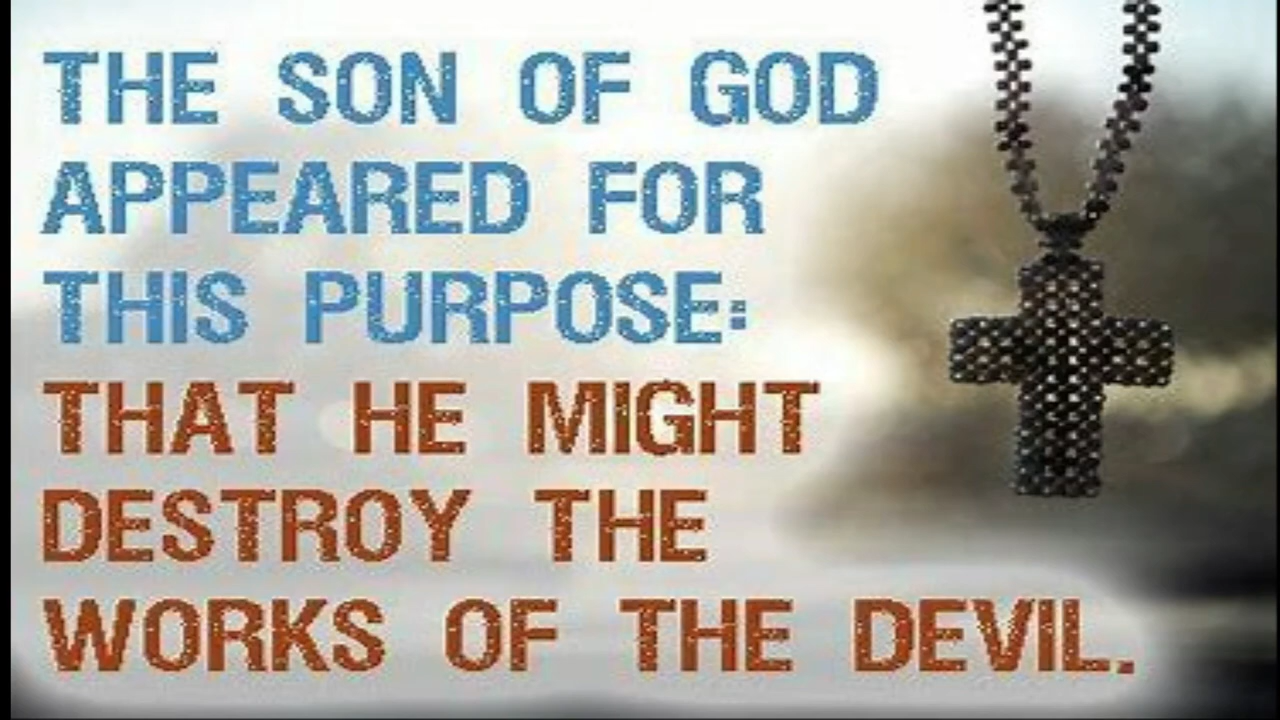 THE SON OF GOD
APPEARED FOR
THIS PURPOSE:
THAT HE MIGHT
DESTROY THE
WORKS OF THE DEVIL.